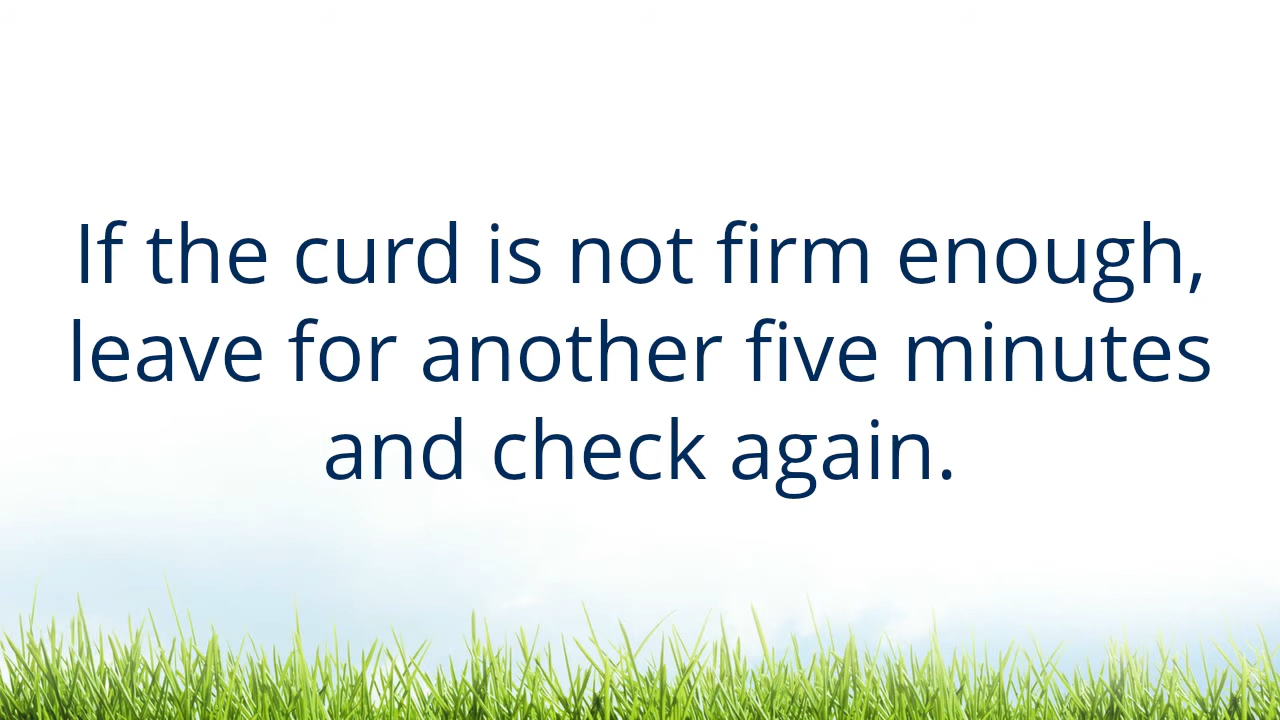 If the curd is not firm enough,
leave for another five minutes
and check again.